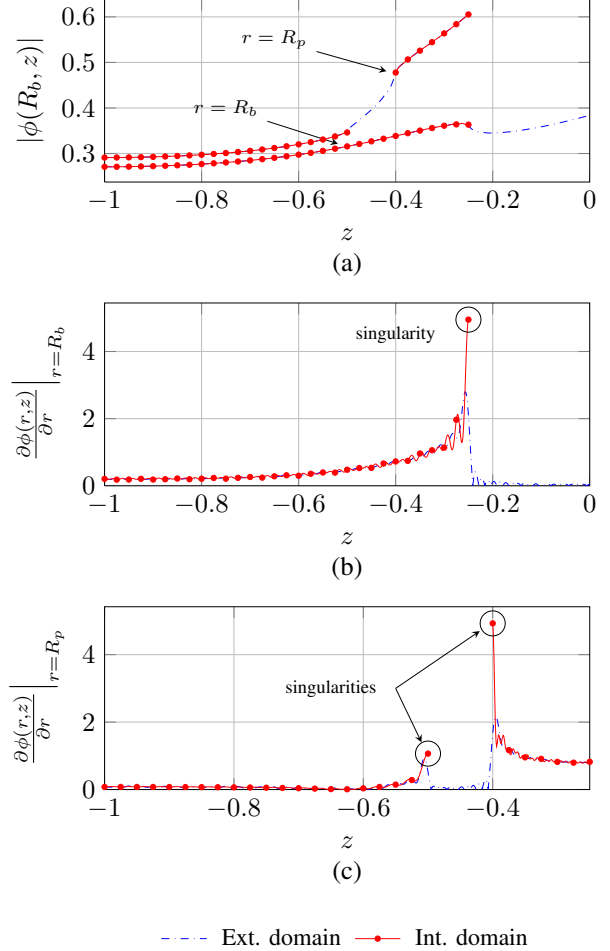 |ϕ(R_b, z)|
0.6
0.5
0.4
0.3
r = R_p
r = R_b
−1 −0.8 −0.6 −0.4 −0.2 0
z
(a)
∂ϕ(r,z)/∂r |r=R_b
4
2
0
singularity
−1 −0.8 −0.6 −0.4 −0.2 0
z
(b)
∂ϕ(r,z)/∂r |r=R_p
4
2
0
singularities
−1 −0.8 −0.6 −0.4
z
(c)
Ext. domain Int. domain